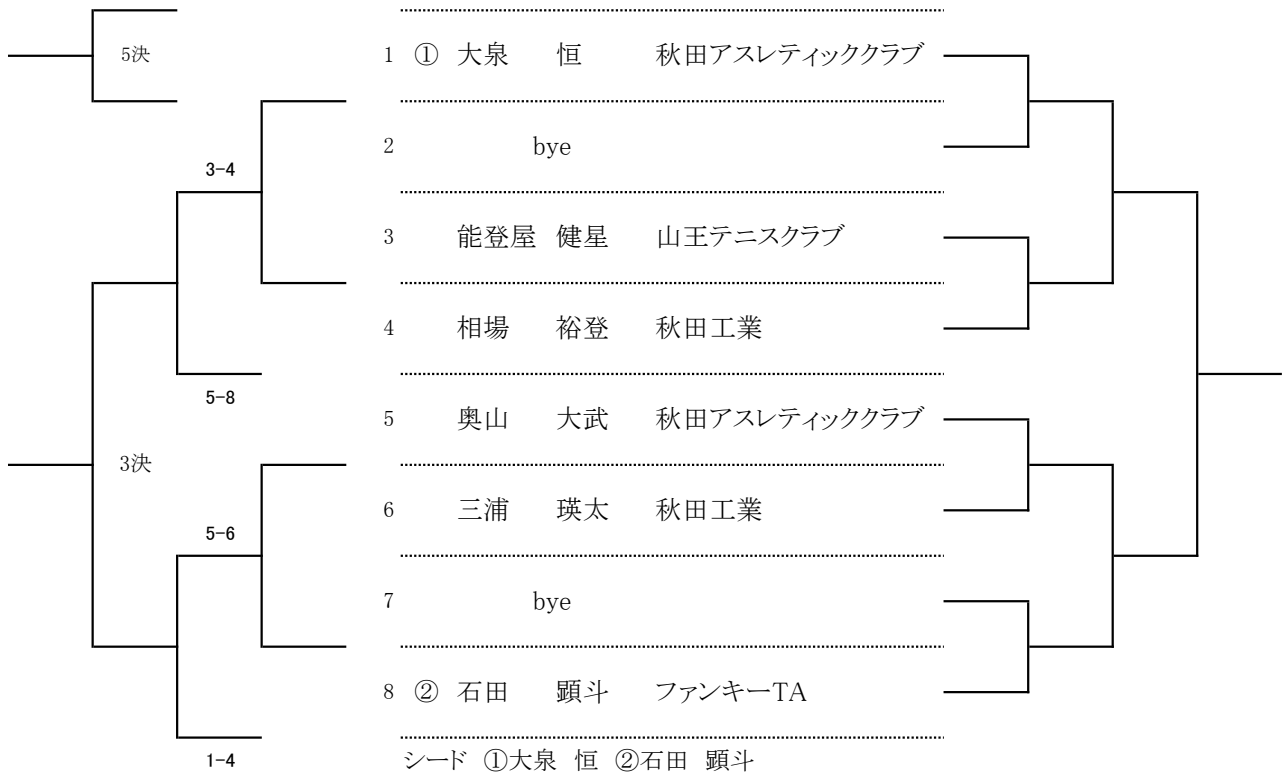 5決
1 ① 大泉 恒 秋田アスレティッククラブ
2 bye
3-4
3 能登屋 健星 山王テニスクラブ
4 相場 裕登 秋田工業
5-8
5 奥山 大武 秋田アスレティッククラブ
3決
6 三浦 瑛太 秋田工業
5-6
7 bye
8 ② 石田 顕斗 ファンキーTA
1-4
シード ①大泉 恒 ②石田 顕斗